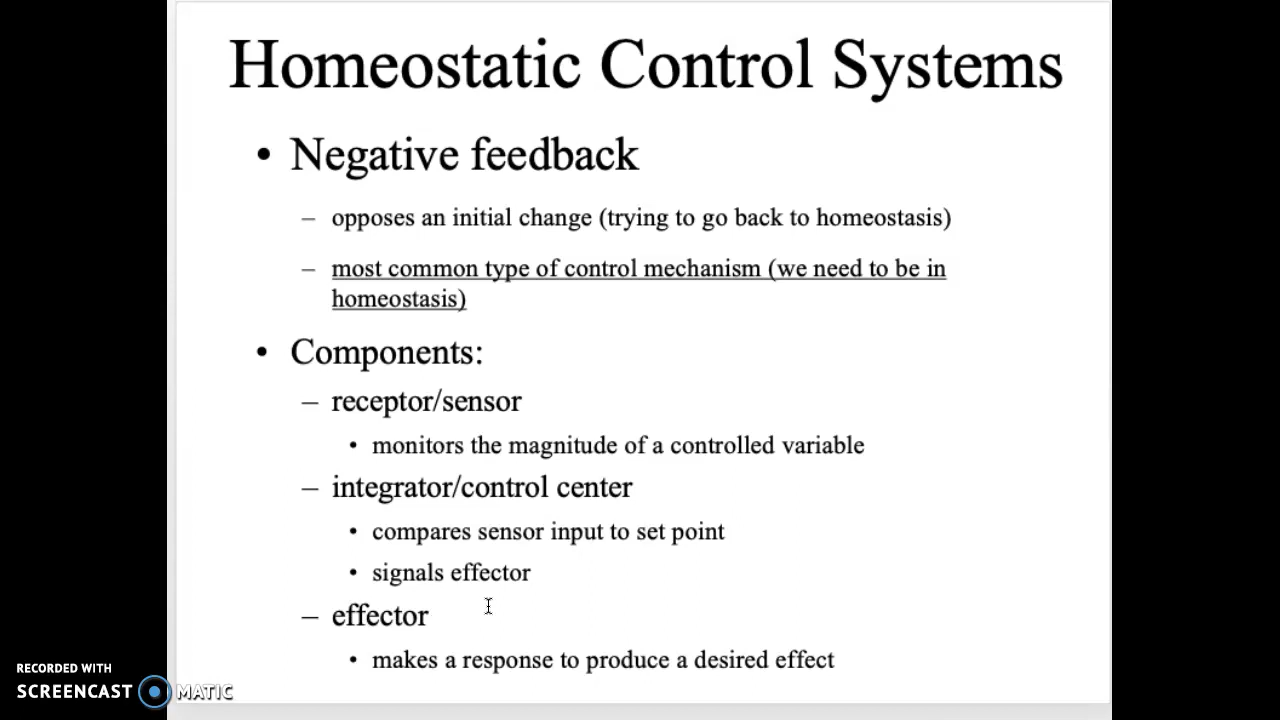 Homeostatic Control Systems
• Negative feedback
– opposes an initial change (trying to go back to homeostasis)
– most common type of control mechanism (we need to be in
homeostasis)
• Components:
– receptor/sensor
• monitors the magnitude of a controlled variable
– integrator/control center
• compares sensor input to set point
• signals effector
– effector
• makes a response to produce a desired effect
RECORDED WITH
SCREENCAST MATIC